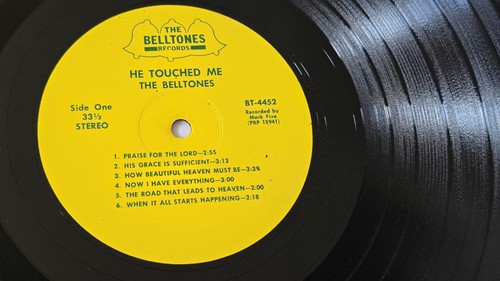 THE
BELLTONES
RECORDS
HE TOUCHED ME
THE BELLTONES
Side One
33⅓
STEREO
BT-4452
Recorded by
Mark Five
(PRP 15941)
1. PRAISE FOR THE LORD—2:55
2. HIS GRACE IS SUFFICIENT—3:13
3. HOW BEAUTIFUL HEAVEN MUST BE—3:3%
4. NOW I HAVE EVERYTHING—3:00
5. THE ROAD THAT LEADS TO HEAVEN—2:00
6. WHEN IT ALL STARTS HAPPENING—2:18